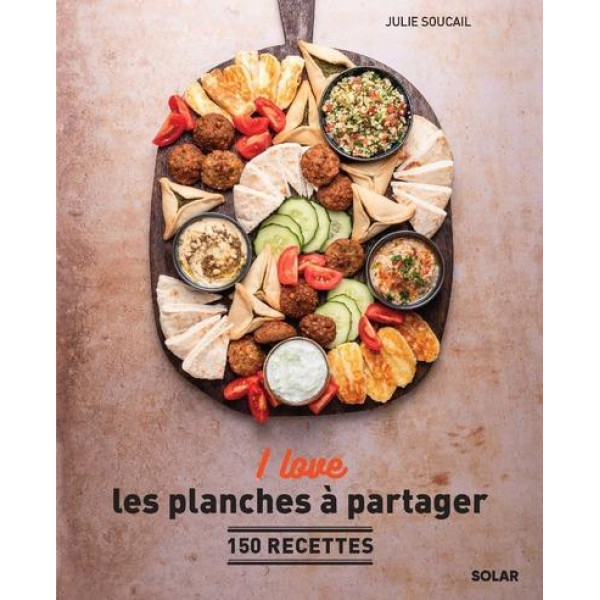 JULIE SOUCAIL
I love
les planches à partager
150 RECETTES
SOLAR